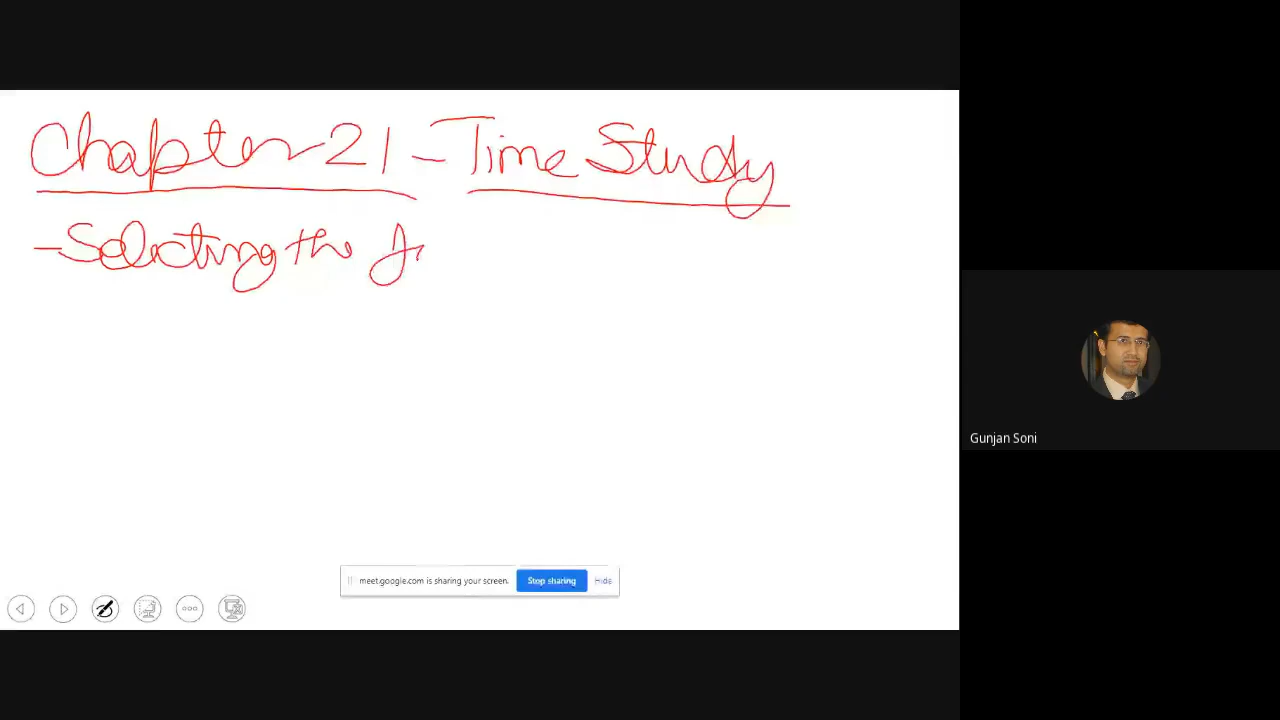 Chapter 21 - Time Study
- Selecting the
meet.google.com is sharing your screen.
Stop sharing
Hide
Gunjan Soni